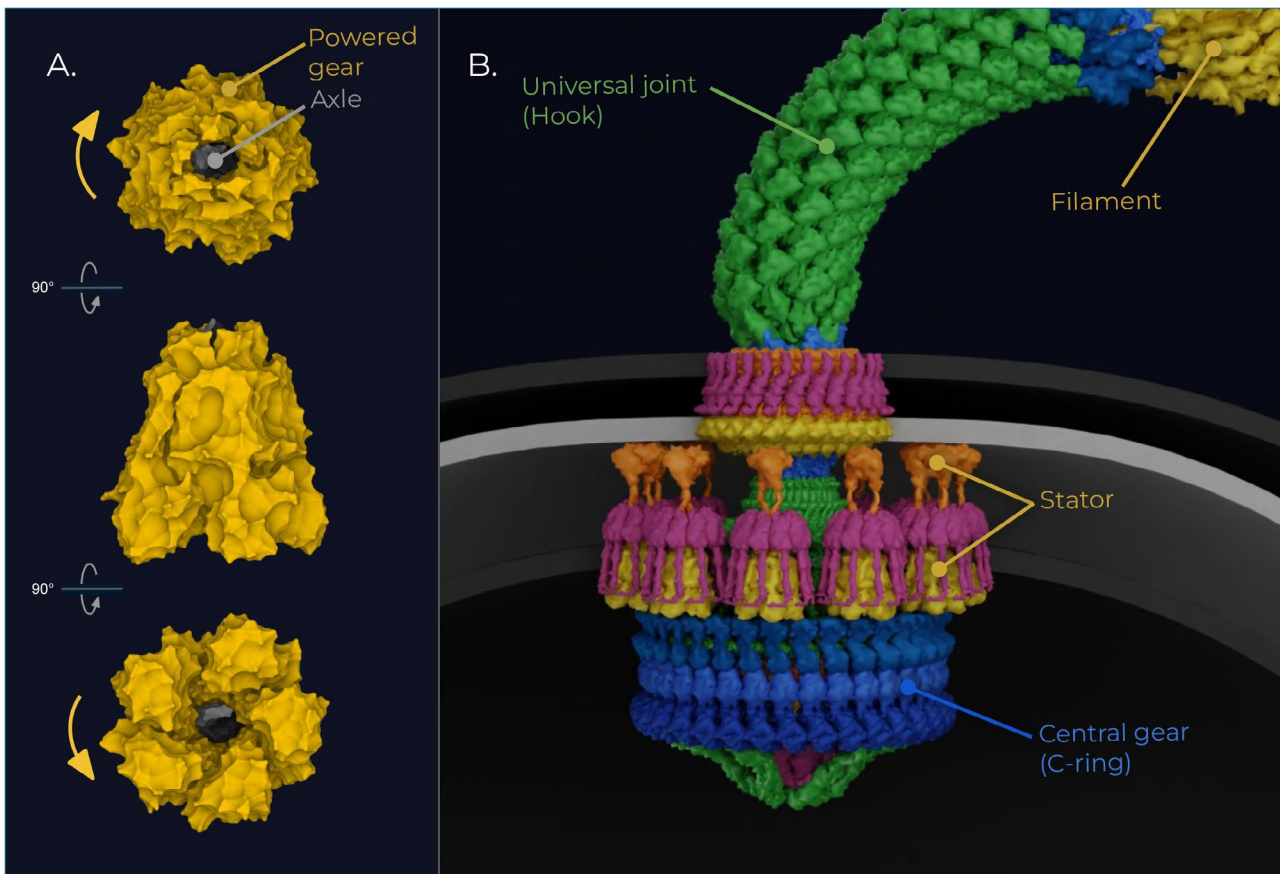 A.
Powered
gear
Axle
90°
90°
B.
Universal joint
(Hook)
Filament
Stator
Central gear
(C-ring)